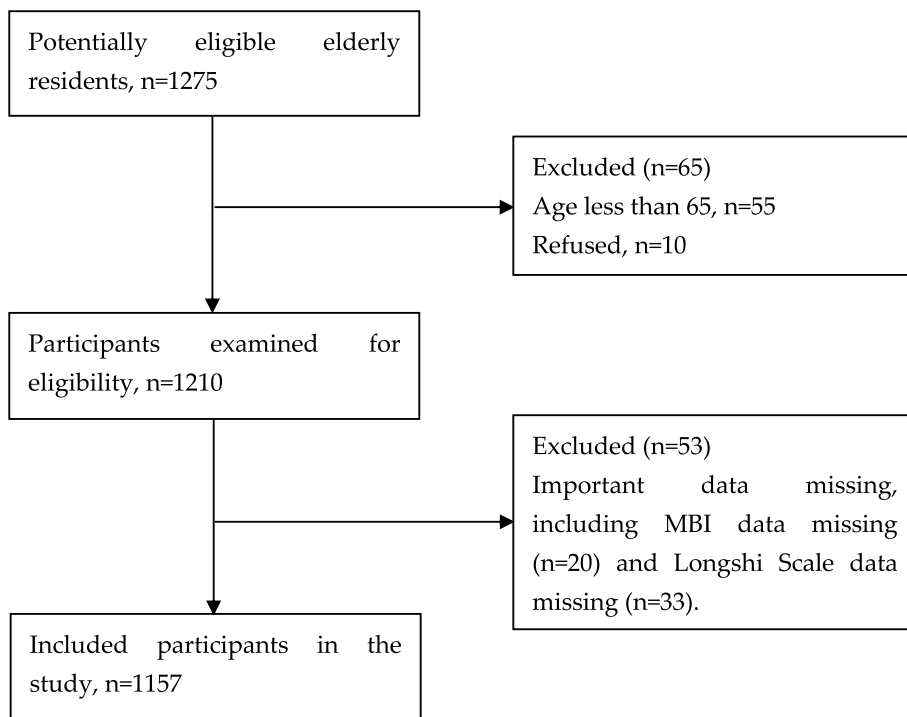 Potentially eligible elderly
residents, n=1275
Excluded (n=65)
Age less than 65, n=55
Refused, n=10
Participants examined for
eligibility, n=1210
Excluded (n=53)
Important data missing,
including MBI data missing
(n=20) and Longshi Scale data
missing (n=33).
Included participants in the
study, n=1157